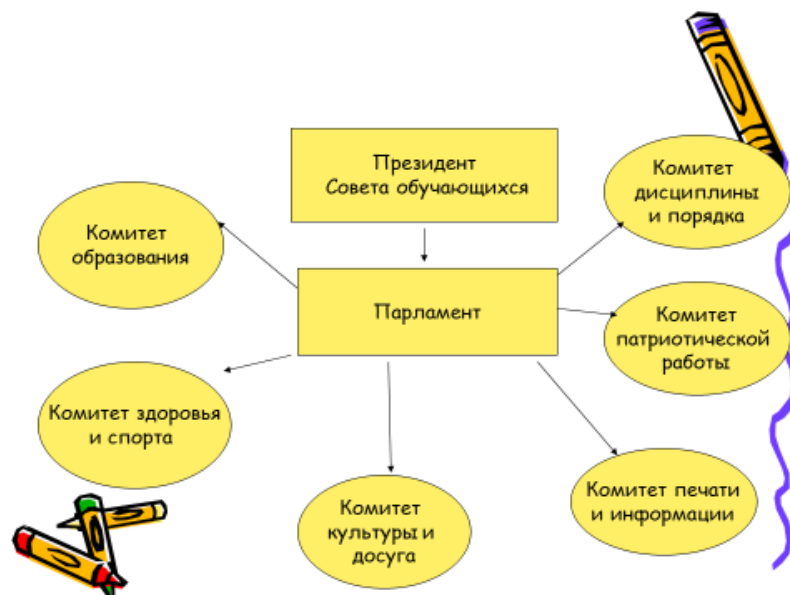 Президент
Совета обучающихся
Комитет
дисциплины
и порядка
Комитет
образования
Парламент
Комитет
патриотической
работы
Комитет здоровья
и спорта
Комитет
культуры и
досуга
Комитет печати
и информации